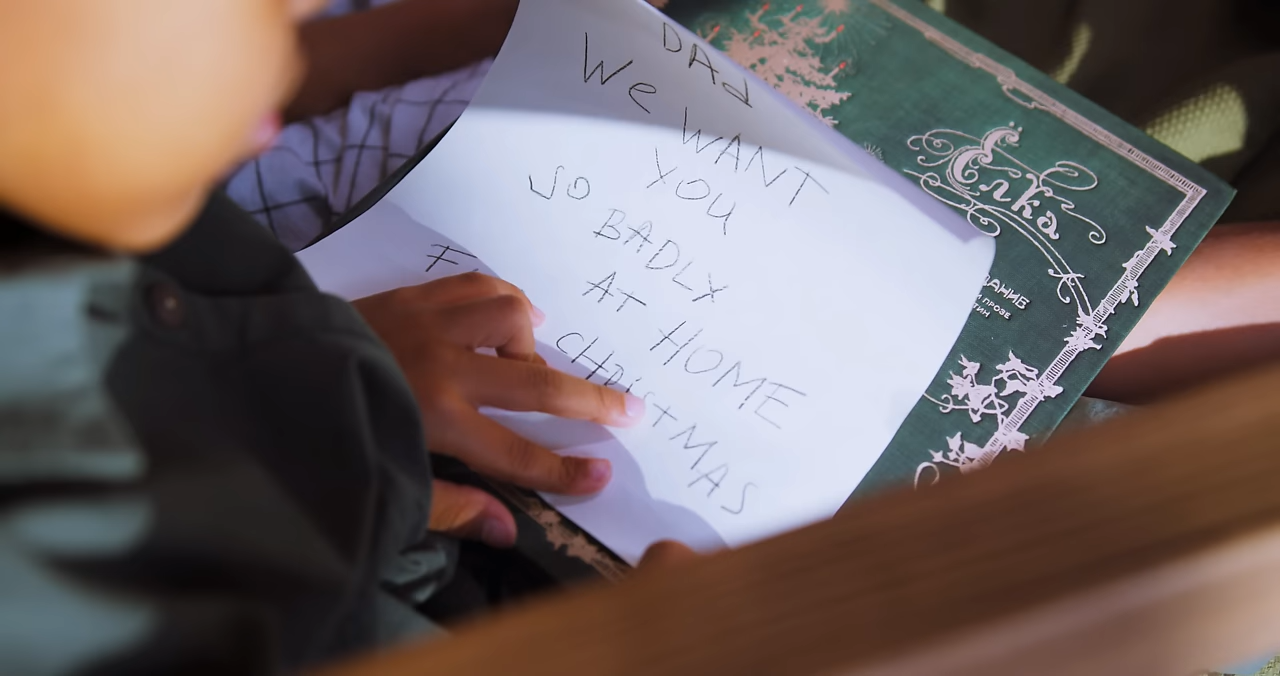 DAd
We WANT
YOU
SO BADLY
AT HOME
F
CHRISTMAS
Ёлка